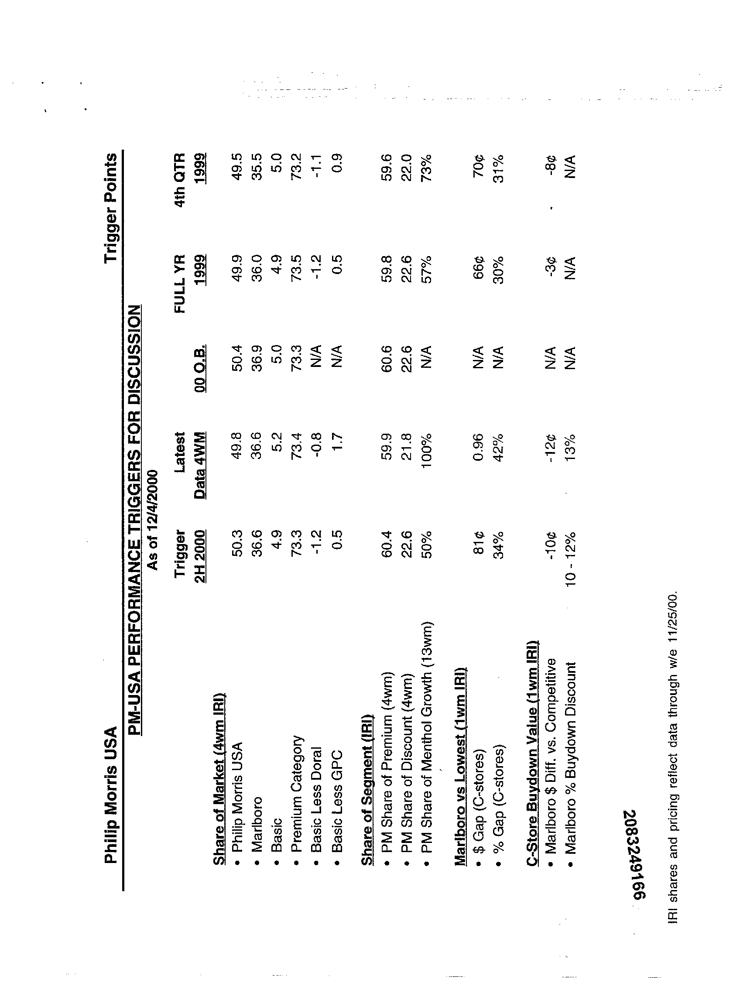 Philip Morris USA Trigger Points
PM-USA PERFORMANCE TRIGGERS FOR DISCUSSION
As of 12/4/2000
Trigger Latest FULL YR 4th QTR
2H 2000 Data 4WM 00 O.B. 1999 1999
Share of Market (4wm IRI)
• Philip Morris USA 50.3 49.8 50.4 49.9 49.5
• Marlboro 36.6 36.6 36.9 36.0 35.5
• Basic 4.9 5.2 5.0 4.9 5.0
• Premium Category 73.3 73.4 73.3 73.5 73.2
• Basic Less Doral -1.2 -0.8 N/A -1.2 -1.1
• Basic Less GPC 0.5 1.7 N/A 0.5 0.9
Share of Segment (IRI)
• PM Share of Premium (4wm) 60.4 59.9 60.6 59.8 59.6
• PM Share of Discount (4wm) 22.6 21.8 22.6 22.6 22.0
• PM Share of Menthol Growth (13wm) 50% 100% N/A 57% 73%
Marlboro vs Lowest (1wm IRI)
• $ Gap (C-stores) 81¢ 0.96 N/A 66¢ 70¢
• % Gap (C-stores) 34% 42% N/A 30% 31%
C-Store Buydown Value (1wm IRI)
• Marlboro $ Diff. vs. Competitive -10¢ -12¢ N/A -3¢ -8¢
• Marlboro % Buydown Discount 10 - 12% 13% N/A N/A N/A
2083249166
IRI shares and pricing reflect data through w/e 11/25/00.